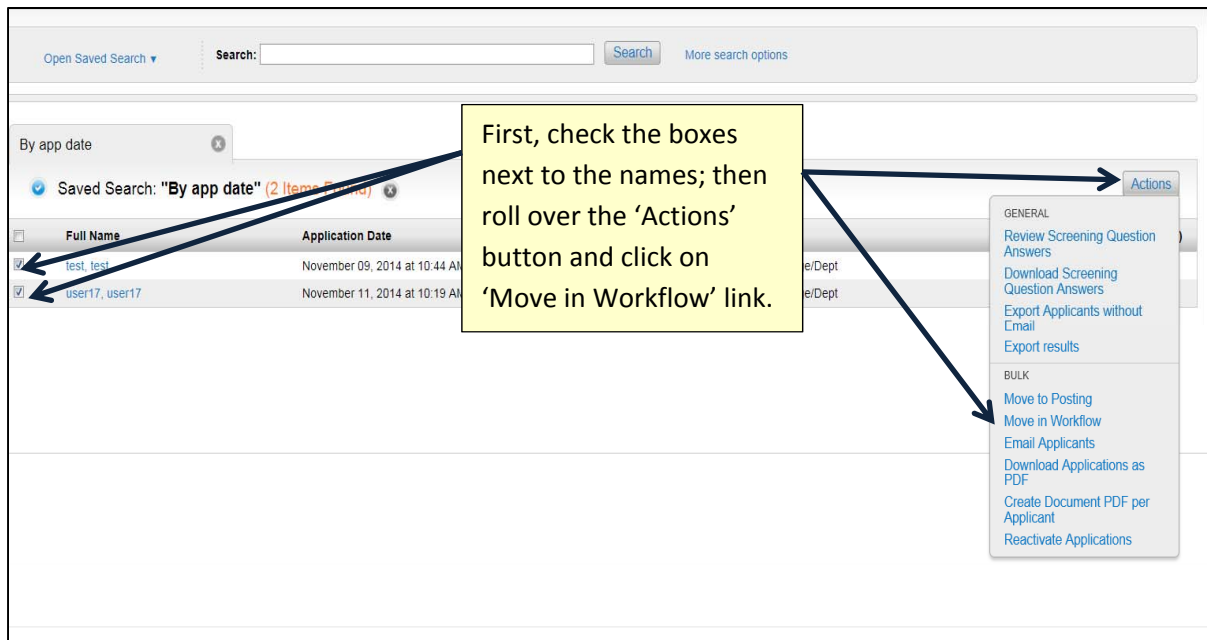 Open Saved Search ▾ Search: Search More search options
By app date
Saved Search: "By app date" (2 Items Found)
Actions
Full Name Application Date )
test, test November 09, 2014 at 10:44 AM e/Dept
user17, user17 November 11, 2014 at 10:19 AM e/Dept
First, check the boxes
next to the names; then
roll over the ‘Actions’
button and click on
‘Move in Workflow’ link.
GENERAL
Review Screening Question
Answers
Download Screening
Question Answers
Export Applicants without
Email
Export results
BULK
Move to Posting
Move in Workflow
Email Applicants
Download Applications as
PDF
Create Document PDF per
Applicant
Reactivate Applications